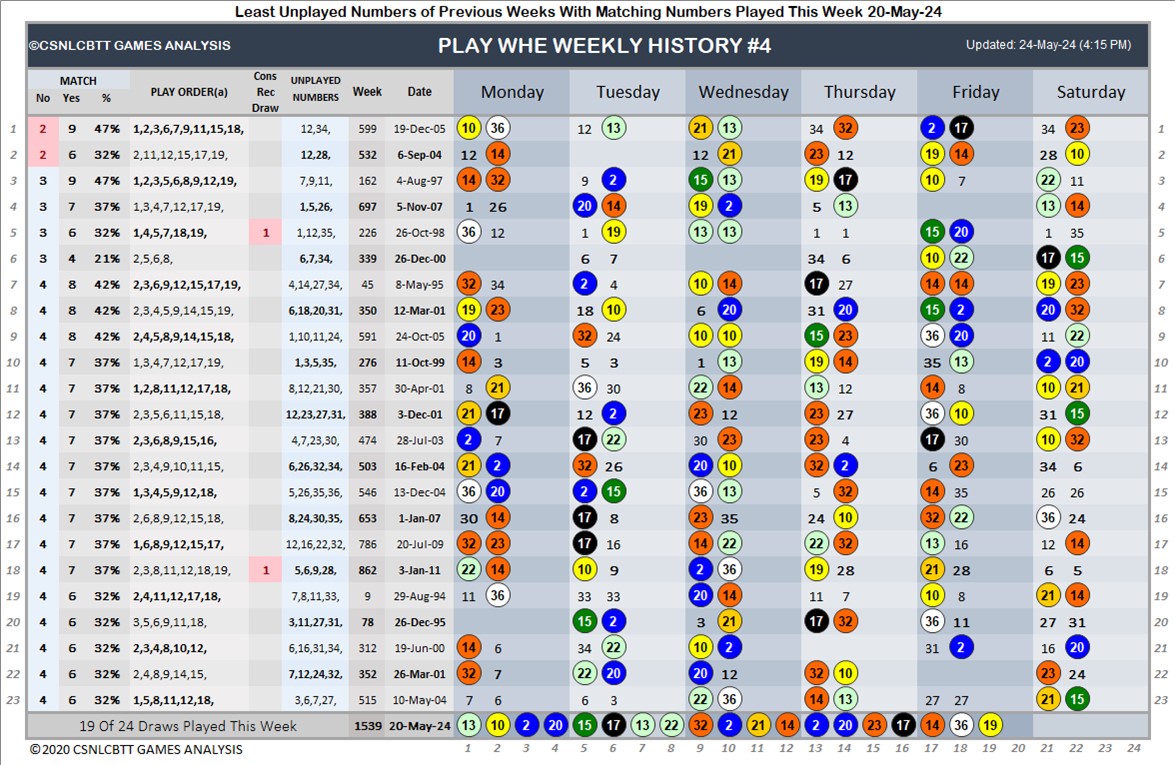 Least Unplayed Numbers of Previous Weeks With Matching Numbers Played This Week 20-May-24
©CSNLCBTT GAMES ANALYSIS PLAY WHE WEEKLY HISTORY #4 Updated: 24-May-24 (4:15 PM)
MATCH No Yes % PLAY ORDER(a) Cons Rec Draw UNPLAYED NUMBERS Week Date Monday Tuesday Wednesday Thursday Friday Saturday
1 2 9 47% 1,2,3,6,7,9,11,15,18, 12,34, 599 19-Dec-05 10 36 12 13 21 13 34 32 2 17 34 23 1
2 2 6 32% 2,11,12,15,17,19, 12,28, 532 6-Sep-04 12 14 12 21 23 12 19 14 28 10 2
3 3 9 47% 1,2,3,5,6,8,9,12,19, 7,9,11, 162 4-Aug-97 14 32 9 2 15 13 19 17 10 7 22 11 3
4 3 7 37% 1,3,4,7,12,17,19, 1,5,26, 697 5-Nov-07 1 26 20 14 19 2 5 13 13 14 4
5 3 6 32% 1,4,5,7,18,19, 1 1,12,35, 226 26-Oct-98 36 12 1 19 13 13 1 1 15 20 1 35 5
6 3 4 21% 2,5,6,8, 6,7,34, 339 26-Dec-00 6 7 34 6 10 22 17 15 6
7 4 8 42% 2,3,6,9,12,15,17,19, 4,14,27,34, 45 8-May-95 32 34 2 4 10 14 17 27 14 14 19 23 7
8 4 8 42% 2,3,4,5,9,14,15,19, 6,18,20,31, 350 12-Mar-01 19 23 18 10 6 20 31 20 15 2 20 32 8
9 4 8 42% 2,4,5,8,9,14,15,18, 1,10,11,24, 591 24-Oct-05 20 1 32 24 10 10 15 23 36 20 11 22 9
10 4 7 37% 1,3,4,7,12,17,19, 1,3,5,35, 276 11-Oct-99 14 3 5 3 1 13 19 14 35 13 2 20 10
11 4 7 37% 1,2,8,11,12,17,18, 8,12,21,30, 357 30-Apr-01 8 21 36 30 22 14 13 12 14 8 10 21 11
12 4 7 37% 2,3,5,6,11,15,18, 12,23,27,31, 388 3-Dec-01 21 17 12 2 23 12 23 27 36 10 31 15 12
13 4 7 37% 2,3,6,8,9,15,16, 4,7,23,30, 474 28-Jul-03 2 7 17 22 30 23 23 4 17 30 10 32 13
14 4 7 37% 2,3,4,9,10,11,15, 6,26,32,34, 503 16-Feb-04 21 2 32 26 20 10 32 2 6 23 34 6 14
15 4 7 37% 1,3,4,5,9,12,18, 5,26,35,36, 546 13-Dec-04 36 20 2 15 36 13 5 32 14 35 26 26 15
16 4 7 37% 2,6,8,9,12,15,18, 8,24,30,35, 653 1-Jan-07 30 14 17 8 23 35 24 10 32 22 36 24 16
17 4 7 37% 1,6,8,9,12,15,17, 12,16,22,32, 786 20-Jul-09 32 23 17 16 14 22 22 32 13 16 12 14 17
18 4 7 37% 2,3,8,11,12,18,19, 1 5,6,9,28, 862 3-Jan-11 22 14 10 9 2 36 19 28 21 28 6 5 18
19 4 6 32% 2,4,11,12,17,18, 7,8,11,33, 9 29-Aug-94 11 36 33 33 20 14 11 7 10 8 21 14 19
20 4 6 32% 3,5,6,9,11,18, 3,11,27,31, 78 26-Dec-95 15 2 3 21 17 32 36 11 27 31 20
21 4 6 32% 2,3,4,8,10,12, 6,16,31,34, 312 19-Jun-00 14 6 34 22 10 2 31 2 16 20 21
22 4 6 32% 2,4,8,9,14,15, 7,12,24,32, 352 26-Mar-01 32 7 22 20 20 12 32 10 23 24 22
23 4 6 32% 1,5,8,11,12,18, 3,6,7,27, 515 10-May-04 7 6 6 3 22 36 14 13 27 27 21 15 23
19 Of 24 Draws Played This Week 1539 20-May-24 13 10 2 20 15 17 13 22 32 2 21 14 2 20 23 17 14 36 19
© 2020 CSNLCBTT GAMES ANALYSIS 1 2 3 4 5 6 7 8 9 10 11 12 13 14 15 16 17 18 19 20 21 22 23 24